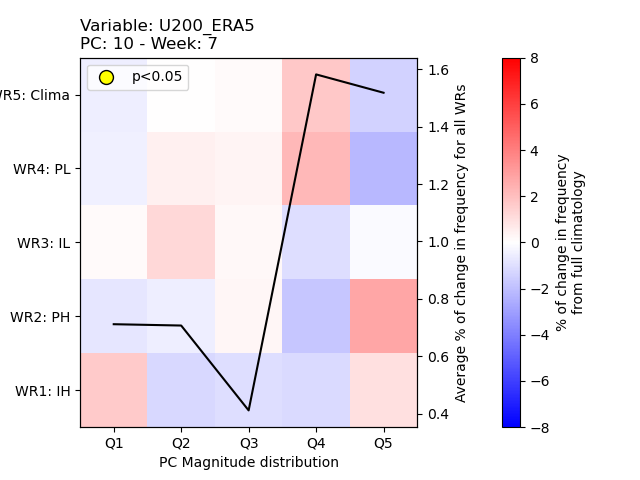 Variable: U200_ERA5
PC: 10 - Week: 7
p<0.05
WR5: Clima
WR4: PL
WR3: IL
WR2: PH
WR1: IH
Q1 Q2 Q3 Q4 Q5
PC Magnitude distribution
1.6
1.4
1.2
1.0
0.8
0.6
0.4
Average % of change in frequency for all WRs
8
6
4
2
0
−2
−4
−6
−8
% of change in frequency
from full climatology